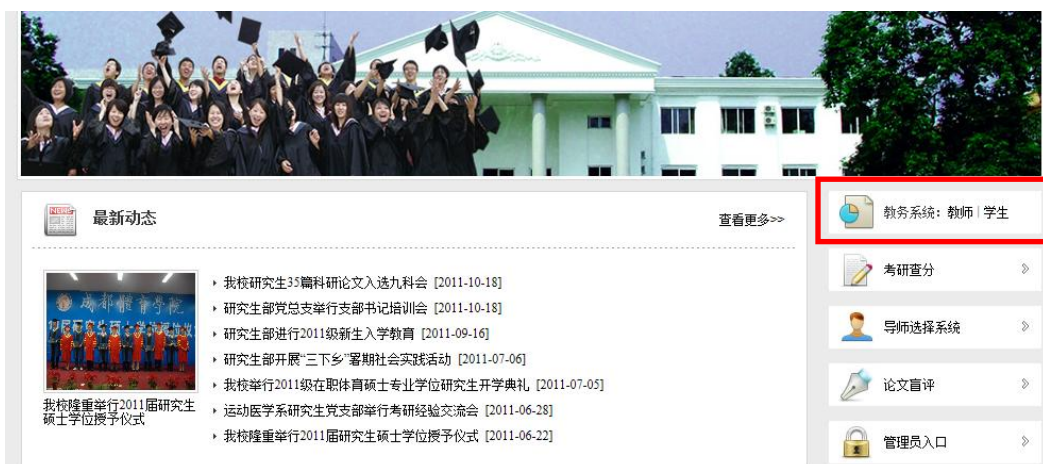 最新动态
查看更多>>
教务系统：教师 | 学生
成都體育学院
我校隆重举行2011届研究生
硕士学位授予仪式
我校研究生35篇科研论文入选九科会 [2011-10-18]
研究生部党总支举行支部书记培训会 [2011-10-18]
研究生部进行2011级新生入学教育 [2011-09-16]
研究生部开展“三下乡”暑期社会实践活动 [2011-07-06]
我校举行2011级在职体育硕士专业学位研究生开学典礼 [2011-07-05]
运动医学系研究生党支部举行考研经验交流会 [2011-06-28]
我校隆重举行2011届研究生硕士学位授予仪式 [2011-06-22]
考研查分
导师选择系统
论文盲评
管理员入口